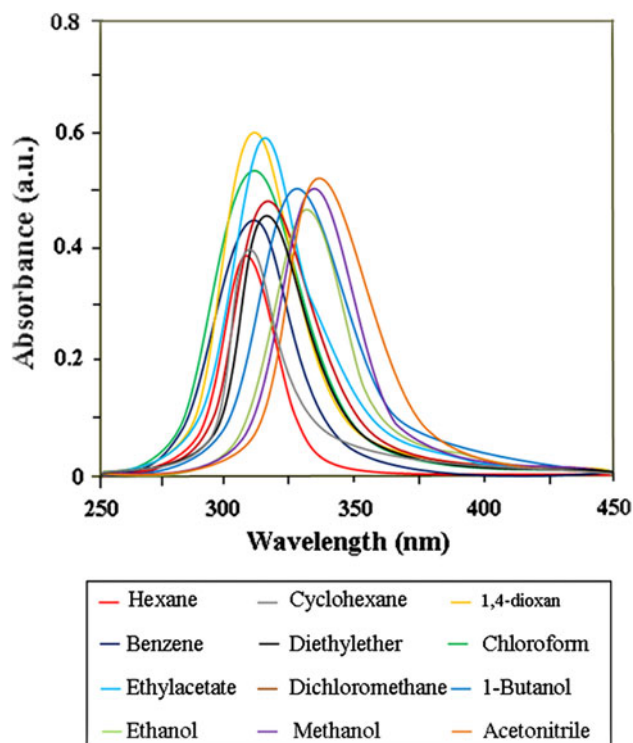 0.8
0.6
0.4
0.2
0
Absorbance (a.u.)
250 300 350 400 450
Wavelength (nm)
Hexane Cyclohexane 1,4-dioxan
Benzene Diethylether Chloroform
Ethylacetate Dichloromethane 1-Butanol
Ethanol Methanol Acetonitrile